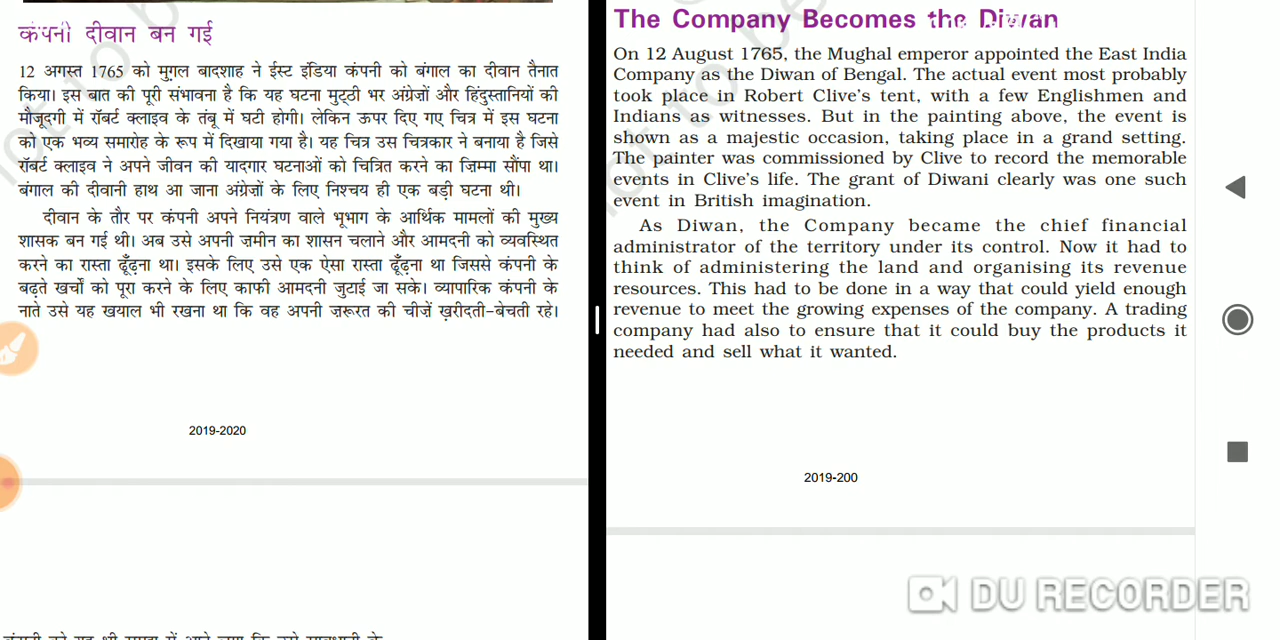 कंपनी दीवान बन गई
12 अगस्त 1765 को मुग़ल बादशाह ने ईस्ट इंडिया कंपनी को बंगाल का दीवान तैनात
किया। इस बात की पूरी संभावना है कि यह घटना मुट्ठी भर अंग्रेज़ों और हिंदुस्तानियों की
मौजूदगी में रॉबर्ट क्लाइव के तंबू में घटी होगी। लेकिन ऊपर दिए गए चित्र में इस घटना
को एक भव्य समारोह के रूप में दिखाया गया है। यह चित्र उस चित्रकार ने बनाया है जिसे
रॉबर्ट क्लाइव ने अपने जीवन की यादगार घटनाओं को चित्रित करने का ज़िम्मा सौंपा था।
बंगाल की दीवानी हाथ आ जाना अंग्रेज़ों के लिए निश्चय ही एक बड़ी घटना थी।
दीवान के तौर पर कंपनी अपने नियंत्रण वाले भूभाग के आर्थिक मामलों की मुख्य
शासक बन गई थी। अब उसे अपनी ज़मीन का शासन चलाने और आमदनी को व्यवस्थित
करने का रास्ता ढूँढ़ना था। इसके लिए उसे एक ऐसा रास्ता ढूँढ़ना था जिससे कंपनी के
बढ़ते खर्चों को पूरा करने के लिए काफी आमदनी जुटाई जा सके। व्यापारिक कंपनी के
नाते उसे यह खयाल भी रखना था कि वह अपनी ज़रूरत की चीज़ें ख़रीदती-बेचती रहे।
2019-2020
The Company Becomes the Diwan
On 12 August 1765, the Mughal emperor appointed the East India
Company as the Diwan of Bengal. The actual event most probably
took place in Robert Clive's tent, with a few Englishmen and
Indians as witnesses. But in the painting above, the event is
shown as a majestic occasion, taking place in a grand setting.
The painter was commissioned by Clive to record the memorable
events in Clive's life. The grant of Diwani clearly was one such
event in British imagination.
As Diwan, the Company became the chief financial
administrator of the territory under its control. Now it had to
think of administering the land and organising its revenue
resources. This had to be done in a way that could yield enough
revenue to meet the growing expenses of the company. A trading
company had also to ensure that it could buy the products it
needed and sell what it wanted.
2019-200
DU RECORDER